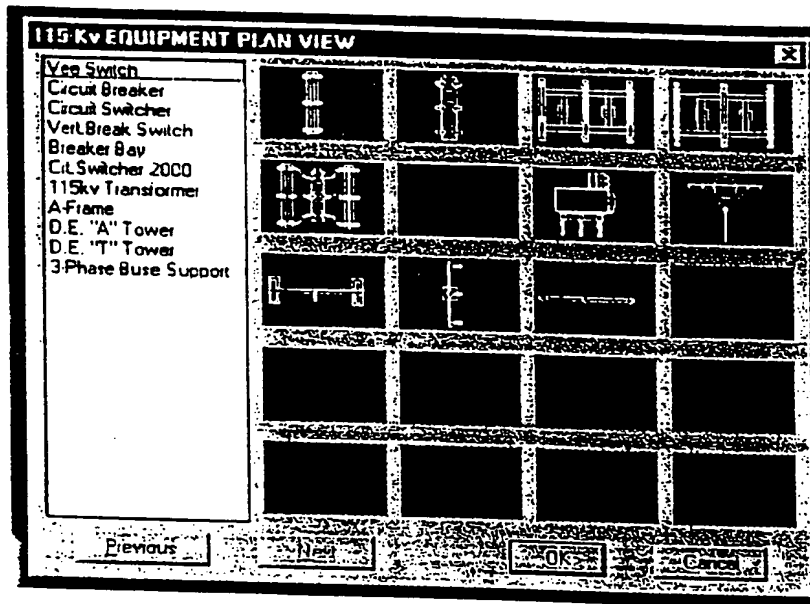 115-Kv EQUIPMENT PLAN VIEW
Vee Switch
Circuit Breaker
Circuit Switcher
Vert.Break Switch
Breaker Bay
Cit.Switcher 2000
115kv Transformer
A-Frame
D.E. "A" Tower
D.E. "T" Tower
3-Phase Buse Support
Previous
Next
OK
Cancel